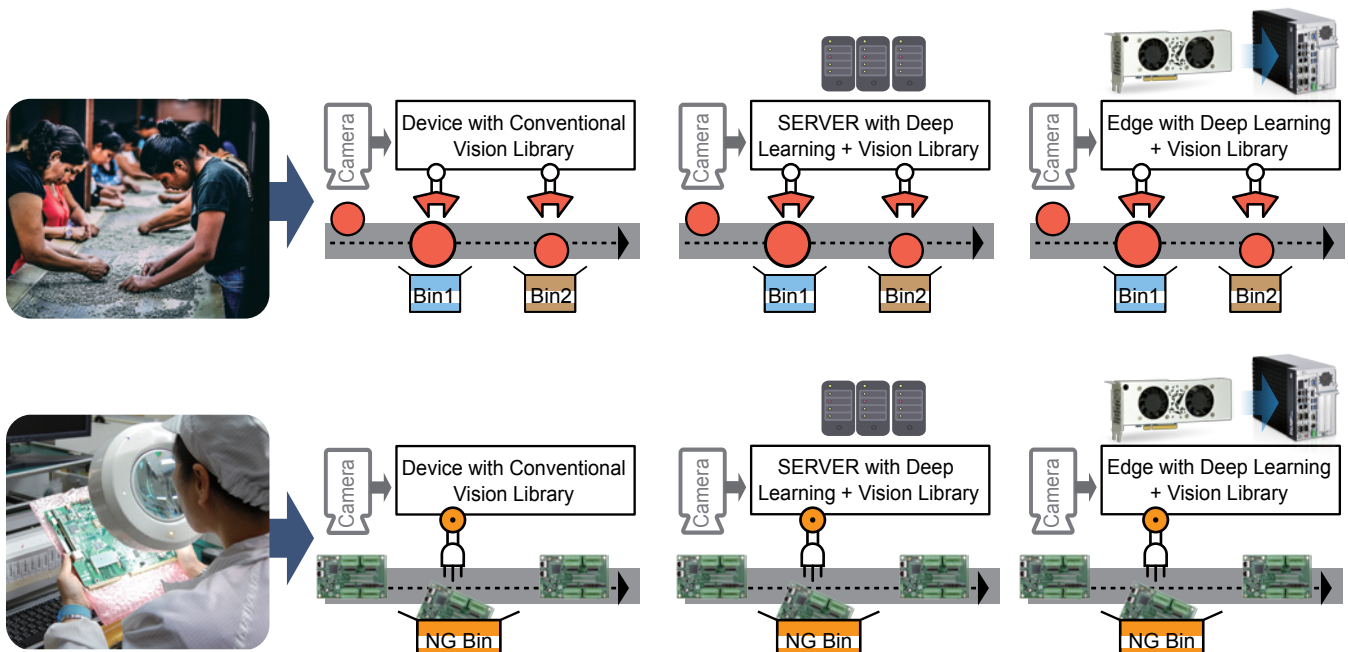 Camera
Device with Conventional
Vision Library
Bin1
Bin2
Camera
SERVER with Deep
Learning + Vision Library
Bin1
Bin2
Camera
Edge with Deep Learning
+ Vision Library
Bin1
Bin2
Camera
Device with Conventional
Vision Library
NG Bin
Camera
SERVER with Deep
Learning + Vision Library
NG Bin
Camera
Edge with Deep Learning
+ Vision Library
NG Bin